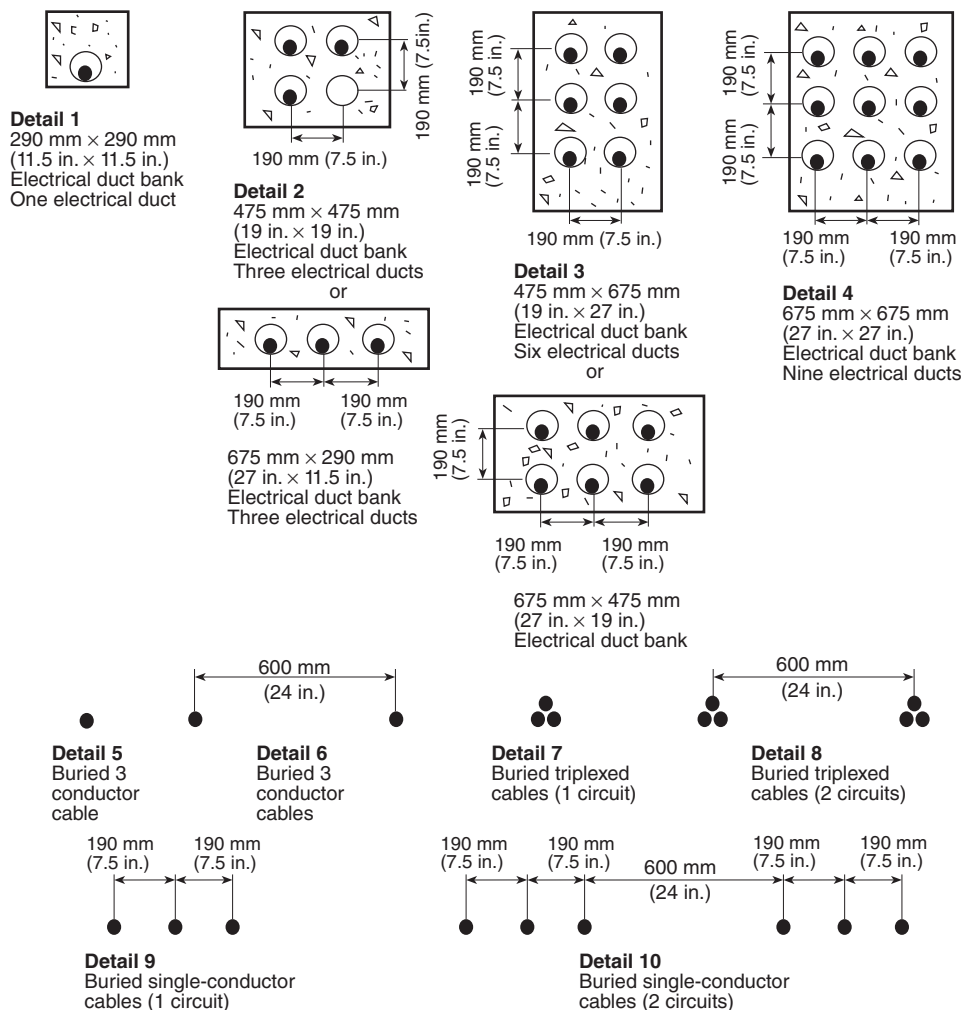 Detail 1
290 mm × 290 mm
(11.5 in. × 11.5 in.)
Electrical duct bank
One electrical duct
190 mm (7.5in.)
190 mm (7.5 in.)
Detail 2
475 mm × 475 mm
(19 in. × 19 in.)
Electrical duct bank
Three electrical ducts
or
190 mm
(7.5 in.)
190 mm
(7.5 in.)
675 mm × 290 mm
(27 in. × 11.5 in.)
Electrical duct bank
Three electrical ducts
190 mm
(7.5 in.)
190 mm
(7.5 in.)
190 mm (7.5 in.)
Detail 3
475 mm × 675 mm
(19 in. × 27 in.)
Electrical duct bank
Six electrical ducts
or
190 mm
(7.5 in.)
190 mm
(7.5 in.)
190 mm
(7.5 in.)
675 mm × 475 mm
(27 in. × 19 in.)
Electrical duct bank
190 mm
(7.5 in.)
190 mm
(7.5 in.)
190 mm
(7.5 in.)
190 mm
(7.5 in.)
Detail 4
675 mm × 675 mm
(27 in. × 27 in.)
Electrical duct bank
Nine electrical ducts
Detail 5
Buried 3
conductor
cable
600 mm
(24 in.)
Detail 6
Buried 3
conductor
cables
Detail 7
Buried triplexed
cables (1 circuit)
600 mm
(24 in.)
Detail 8
Buried triplexed
cables (2 circuits)
190 mm
(7.5 in.)
190 mm
(7.5 in.)
Detail 9
Buried single-conductor
cables (1 circuit)
190 mm
(7.5 in.)
190 mm
(7.5 in.)
600 mm
(24 in.)
190 mm
(7.5 in.)
190 mm
(7.5 in.)
Detail 10
Buried single-conductor
cables (2 circuits)